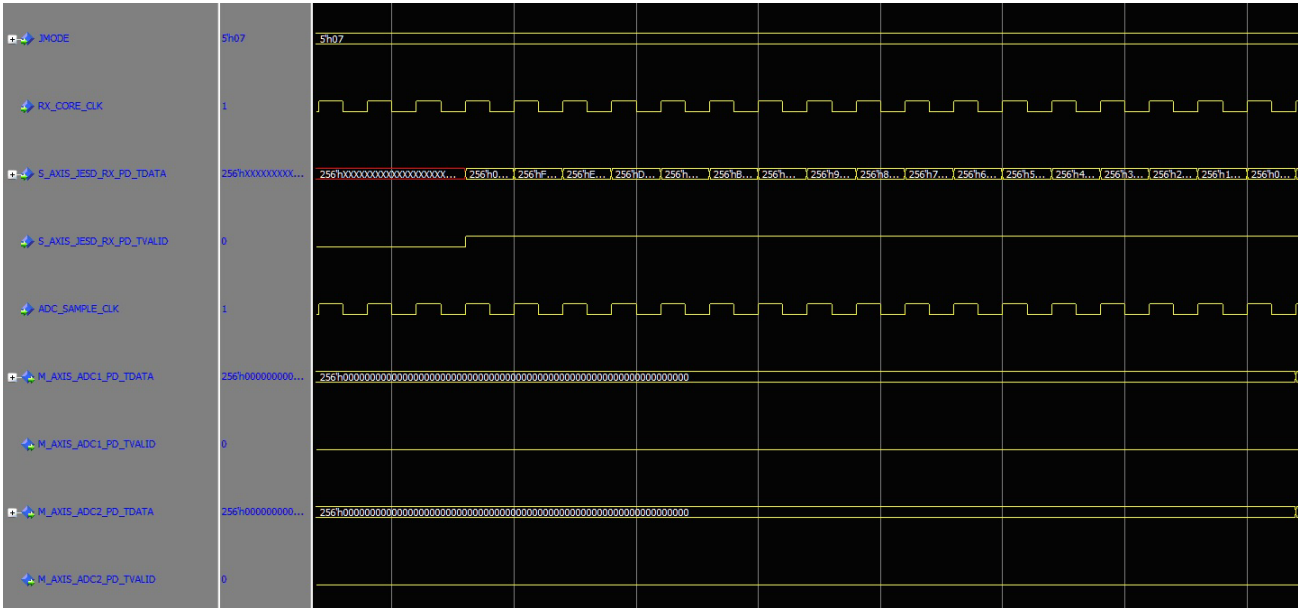 JMODE 5'h07 5'h07
RX_CORE_CLK 1
S_AXIS_JESD_RX_PD_TDATA 256'hXXXXXXXXX... 256'hXXXXXXXXXXXXXXXXXXX... 256'h0... 256'hF... 256'hE... 256'hD... 256'h... 256'hB... 256'h... 256'h9... 256'h8... 256'h7... 256'h6... 256'h5... 256'h4... 256'h3... 256'h2... 256'h1... 256'h0...
S_AXIS_JESD_RX_PD_TVALID 0
ADC_SAMPLE_CLK 1
M_AXIS_ADC1_PD_TDATA 256'h000000000... 256'h0000000000000000000000000000000000000000000000000000000000000000
M_AXIS_ADC1_PD_TVALID 0
M_AXIS_ADC2_PD_TDATA 256'h000000000... 256'h0000000000000000000000000000000000000000000000000000000000000000
M_AXIS_ADC2_PD_TVALID 0